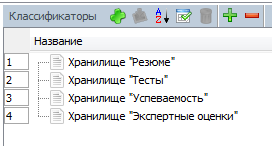 Классификаторы
Название
1 Хранилище "Резюме"
2 Хранилище "Тесты"
3 Хранилище "Успеваемость"
4 Хранилище "Экспертные оценки"